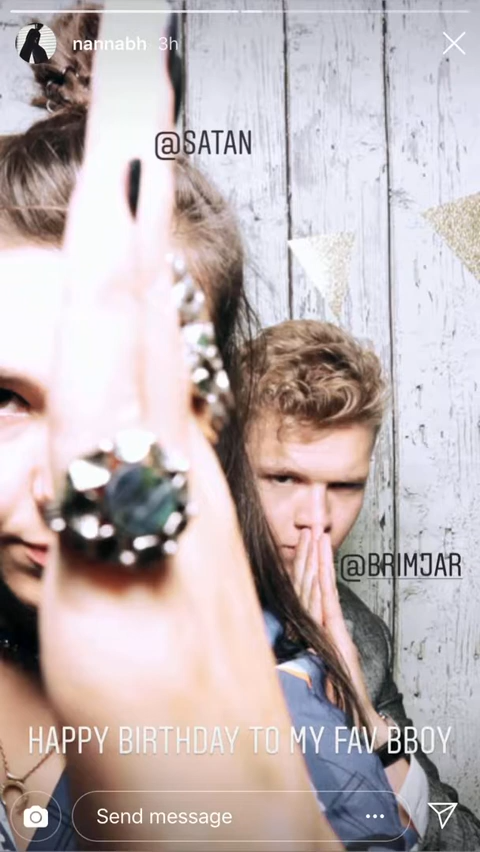 nannabh 3h
@SATAN
@BRIMJAR
HAPPY BIRTHDAY TO MY FAV BBOY
Send message